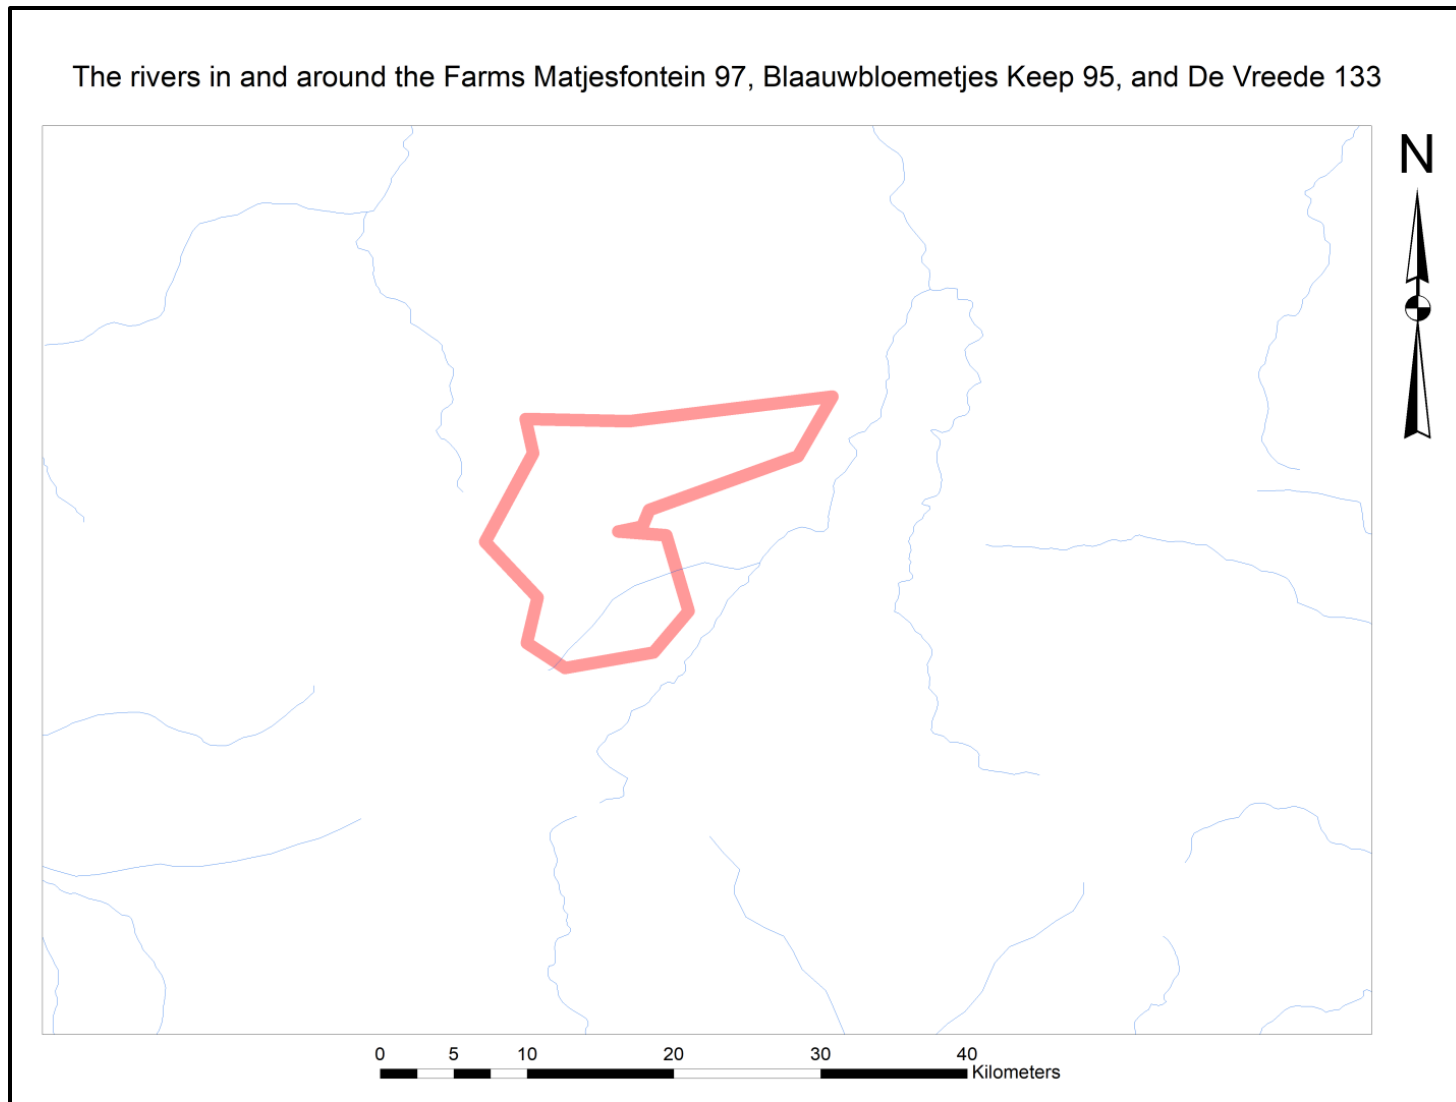 The rivers in and around the Farms Matjesfontein 97, Blaauwbloemetjes Keep 95, and De Vreede 133
N
0 5 10 20 30 40
Kilometers